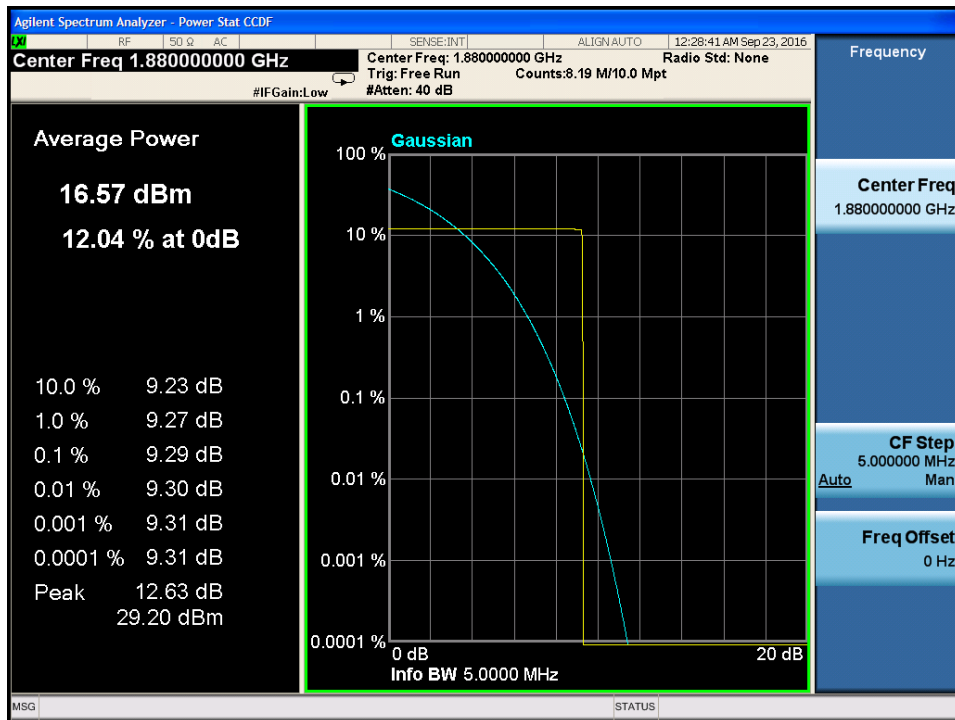 Agilent Spectrum Analyzer - Power Stat CCDF
LXI RF 50 Ω AC SENSE:INT ALIGN AUTO 12:28:41 AM Sep 23, 2016
Center Freq 1.880000000 GHz
Center Freq: 1.880000000 GHz Radio Std: None
Trig: Free Run Counts:8.19 M/10.0 Mpt
#IFGain:Low #Atten: 40 dB
Average Power
16.57 dBm
12.04 % at 0dB
10.0 % 9.23 dB
1.0 % 9.27 dB
0.1 % 9.29 dB
0.01 % 9.30 dB
0.001 % 9.31 dB
0.0001 % 9.31 dB
Peak 12.63 dB
29.20 dBm
Gaussian
100 %
10 %
1 %
0.1 %
0.01 %
0.001 %
0.0001 %
0 dB 20 dB
Info BW 5.0000 MHz
Frequency
Center Freq
1.880000000 GHz
CF Step
5.000000 MHz
Auto Man
Freq Offset
0 Hz
MSG STATUS